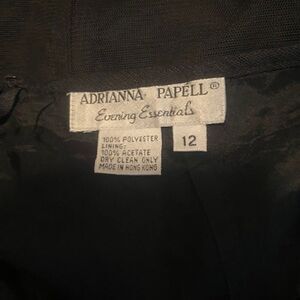 ADRIANNA PAPELL®
Evening Essentials
12
100% POLYESTER
LINING:
100% ACETATE
DRY CLEAN ONLY
MADE IN HONG KONG